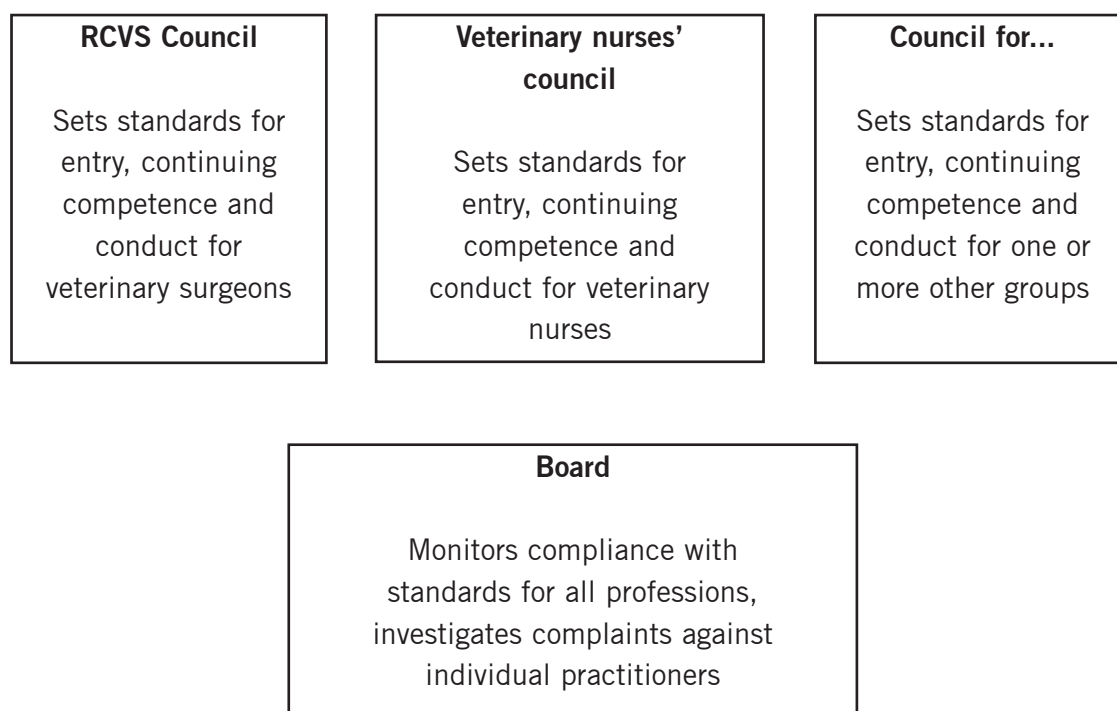 RCVS Council
Sets standards for
entry, continuing
competence and
conduct for
veterinary surgeons
Veterinary nurses’
council
Sets standards for
entry, continuing
competence and
conduct for veterinary
nurses
Council for...
Sets standards for
entry, continuing
competence and
conduct for one or
more other groups
Board
Monitors compliance with
standards for all professions,
investigates complaints against
individual practitioners